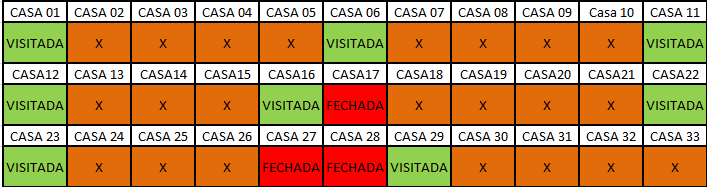 CASA 01 CASA 02 CASA 03 CASA 04 CASA 05 CASA 06 CASA 07 CASA 08 CASA 09 Casa 10 CASA 11
VISITADA X X X X VISITADA X X X X VISITADA
CASA12 CASA 13 CASA14 CASA15 CASA16 CASA17 CASA18 CASA19 CASA20 CASA21 CASA22
VISITADA X X X VISITADA FECHADA X X X X VISITADA
CASA 23 CASA 24 CASA 25 CASA 26 CASA 27 CASA 28 CASA 29 CASA 30 CASA 31 CASA 32 CASA 33
VISITADA X X X FECHADA FECHADA VISITADA X X X X